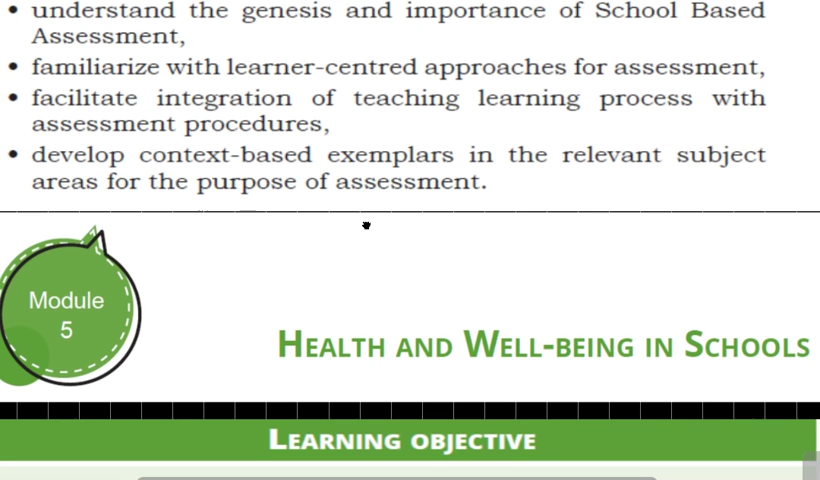 • understand the genesis and importance of School Based
Assessment,
• familiarize with learner-centred approaches for assessment,
• facilitate integration of teaching learning process with
assessment procedures,
• develop context-based exemplars in the relevant subject
areas for the purpose of assessment.
Module
5
Health and Well-being in Schools
Learning objective